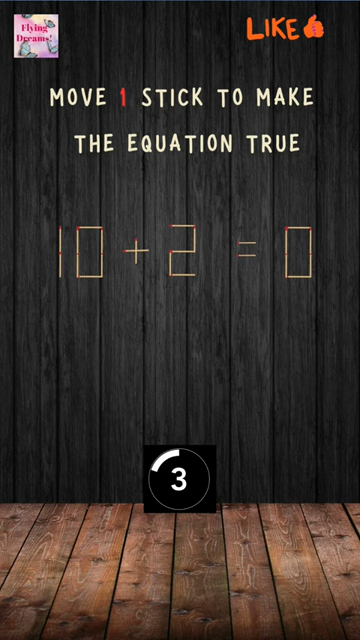 Flying
Dreams!
LIKE
MOVE 1 STICK TO MAKE
THE EQUATION TRUE
10 + 2 = 0
3